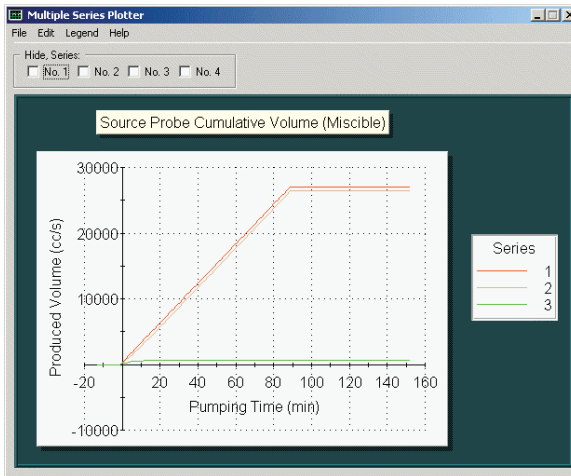 Multiple Series Plotter
File Edit Legend Help
Hide, Series:
No. 1 No. 2 No. 3 No. 4
Source Probe Cumulative Volume (Miscible)
30000
20000
10000
-10000
Produced Volume (cc/s)
-20 0 20 40 60 80 100 120 140 160
Pumping Time (min)
Series
1
2
3